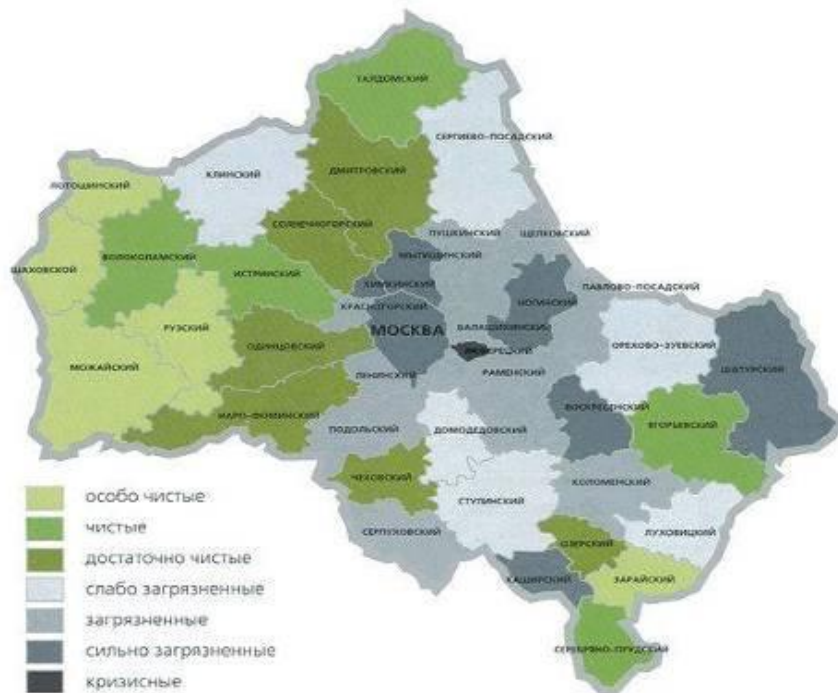 ТАЛДОМСКИЙ
СЕРГИЕВО-ПОСАДСКИЙ
КЛИНСКИЙ
ДМИТРОВСКИЙ
ЛОТОШИНСКИЙ
СОЛНЕЧНОГОРСКИЙ
ПУШКИНСКИЙ
ЩЕЛКОВСКИЙ
ВОЛОКОЛАМСКИЙ
МЫТИЩИНСКИЙ
ШАХОВСКОЙ
ИСТРИНСКИЙ
ХИМКИНСКИЙ
ПАВЛОВО-ПОСАДСКИЙ
НОГИНСКИЙ
КРАСНОГОРСКИЙ
РУЗСКИЙ
МОСКВА
БАЛАШИХИНСКИЙ
ОДИНЦОВСКИЙ
ЛЮБЕРЕЦКИЙ
ОРЕХОВО-ЗУЕВСКИЙ
МОЖАЙСКИЙ
ЛЕНИНСКИЙ
РАМЕНСКИЙ
ШАТУРСКИЙ
ВОСКРЕСЕНСКИЙ
НАРО-ФОМИНСКИЙ
ЕГОРЬЕВСКИЙ
ПОДОЛЬСКИЙ
ДОМОДЕДОВСКИЙ
ЧЕХОВСКИЙ
КОЛОМЕНСКИЙ
СТУПИНСКИЙ
СЕРПУХОВСКИЙ
ЛУХОВИЦКИЙ
ОЗЕРСКИЙ
КАШИРСКИЙ
ЗАРАЙСКИЙ
СЕРЕБРЯНО-ПРУДСКИЙ
особо чистые
чистые
достаточно чистые
слабо загрязненные
загрязненные
сильно загрязненные
кризисные